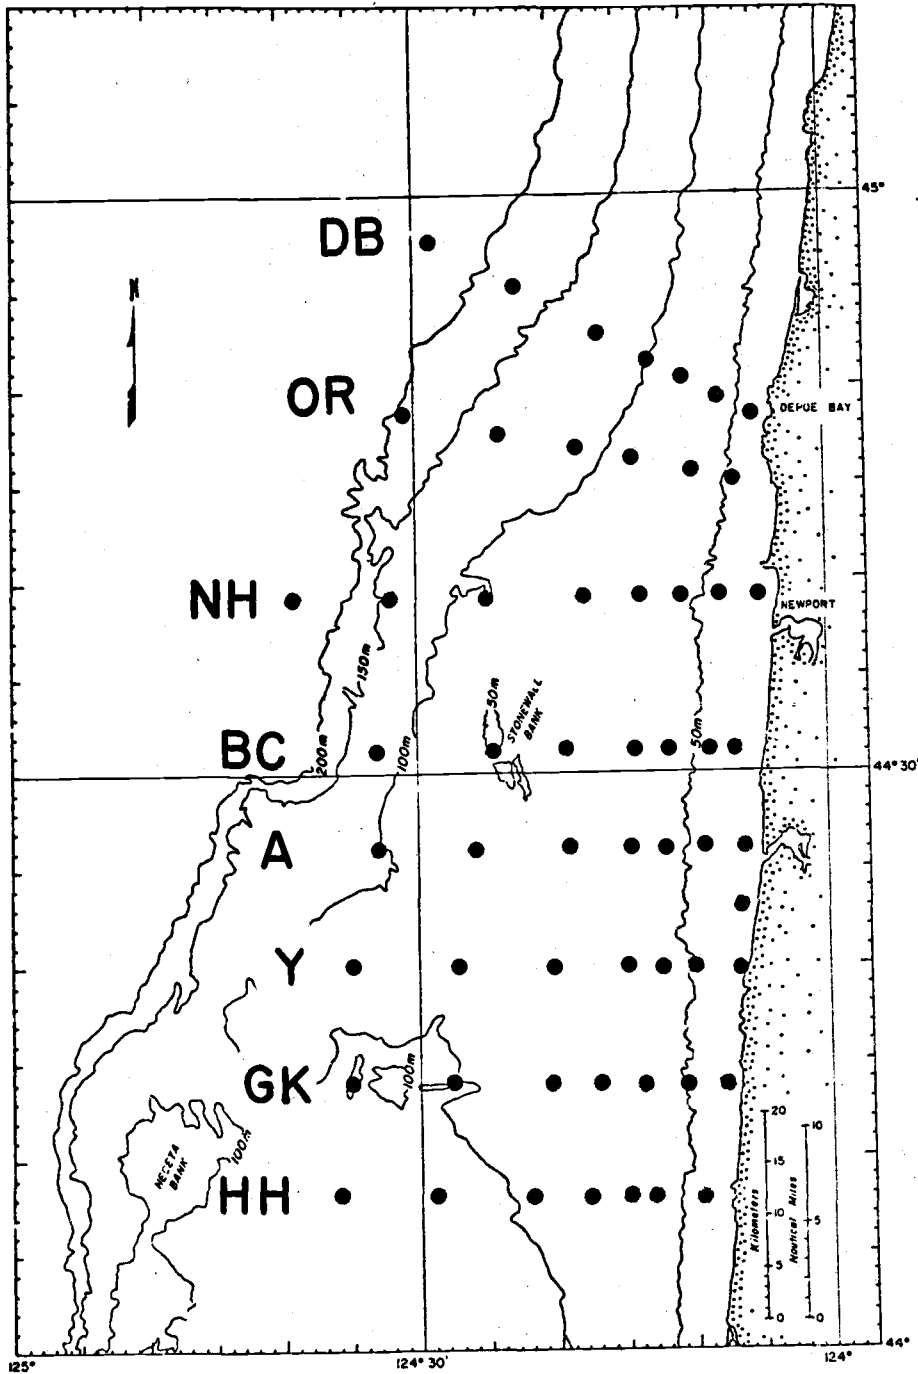 45°
DB
N
OR
DEPOE BAY
NH
NEWPORT
150m
50m
STONEWALL
BANK
50m
BC
200m
100m
44°30'
A
Y
GK
100m
100m
HECETA
BANK
HH
20
15
10
5
0
Kilometers
10
5
0
Nautical Miles
125°
124°30'
124°
44°